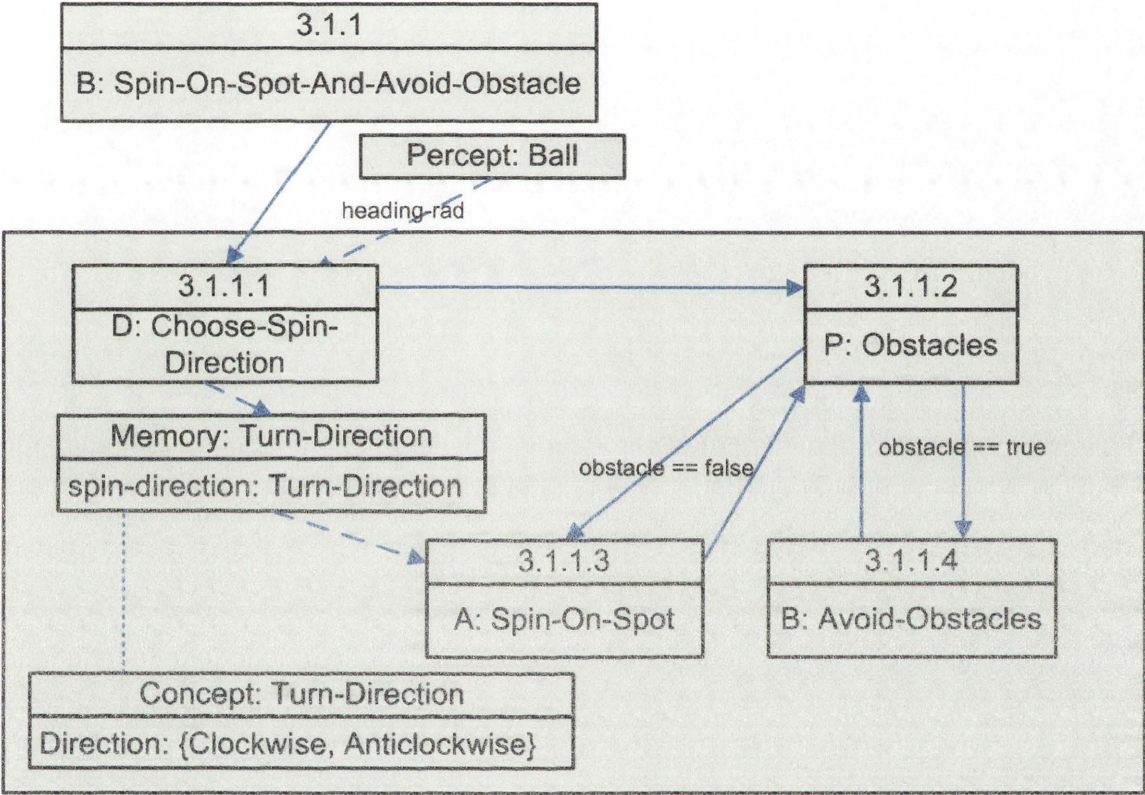 3.1.1
B: Spin-On-Spot-And-Avoid-Obstacle
Percept: Ball
heading-rad
3.1.1.1
D: Choose-Spin-
Direction
3.1.1.2
P: Obstacles
Memory: Turn-Direction
spin-direction: Turn-Direction
obstacle == false
obstacle == true
3.1.1.3
A: Spin-On-Spot
3.1.1.4
B: Avoid-Obstacles
Concept: Turn-Direction
Direction: {Clockwise, Anticlockwise}